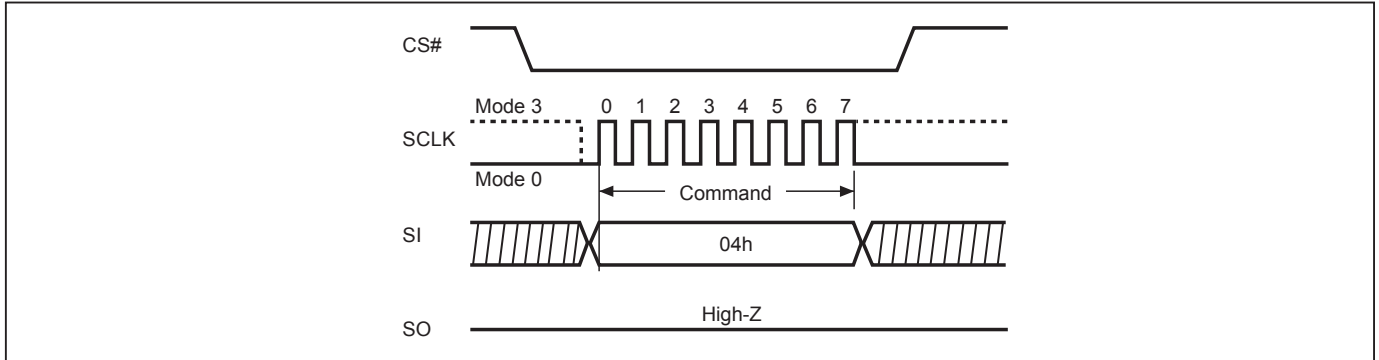 CS#
Mode 3 0 1 2 3 4 5 6 7
SCLK
Mode 0
Command
SI 04h
High-Z
SO